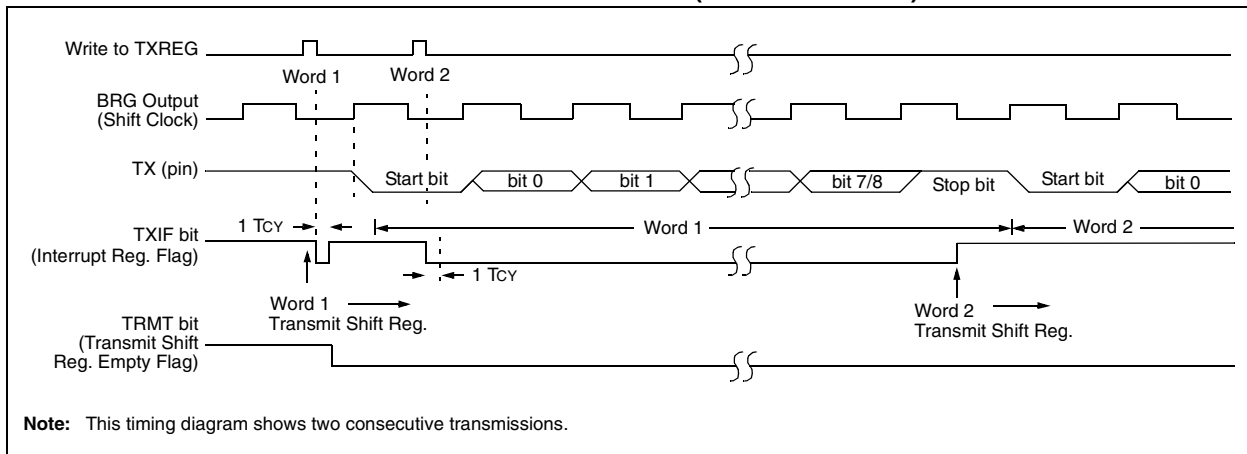 Write to TXREG
Word 1
Word 2
BRG Output
(Shift Clock)
TX (pin)
Start bit
bit 0
bit 1
bit 7/8
Stop bit
Start bit
bit 0
1 TCY
TXIF bit
(Interrupt Reg. Flag)
Word 1
Word 2
1 TCY
Word 1
Transmit Shift Reg.
Word 2
Transmit Shift Reg.
TRMT bit
(Transmit Shift
Reg. Empty Flag)
Note: This timing diagram shows two consecutive transmissions.